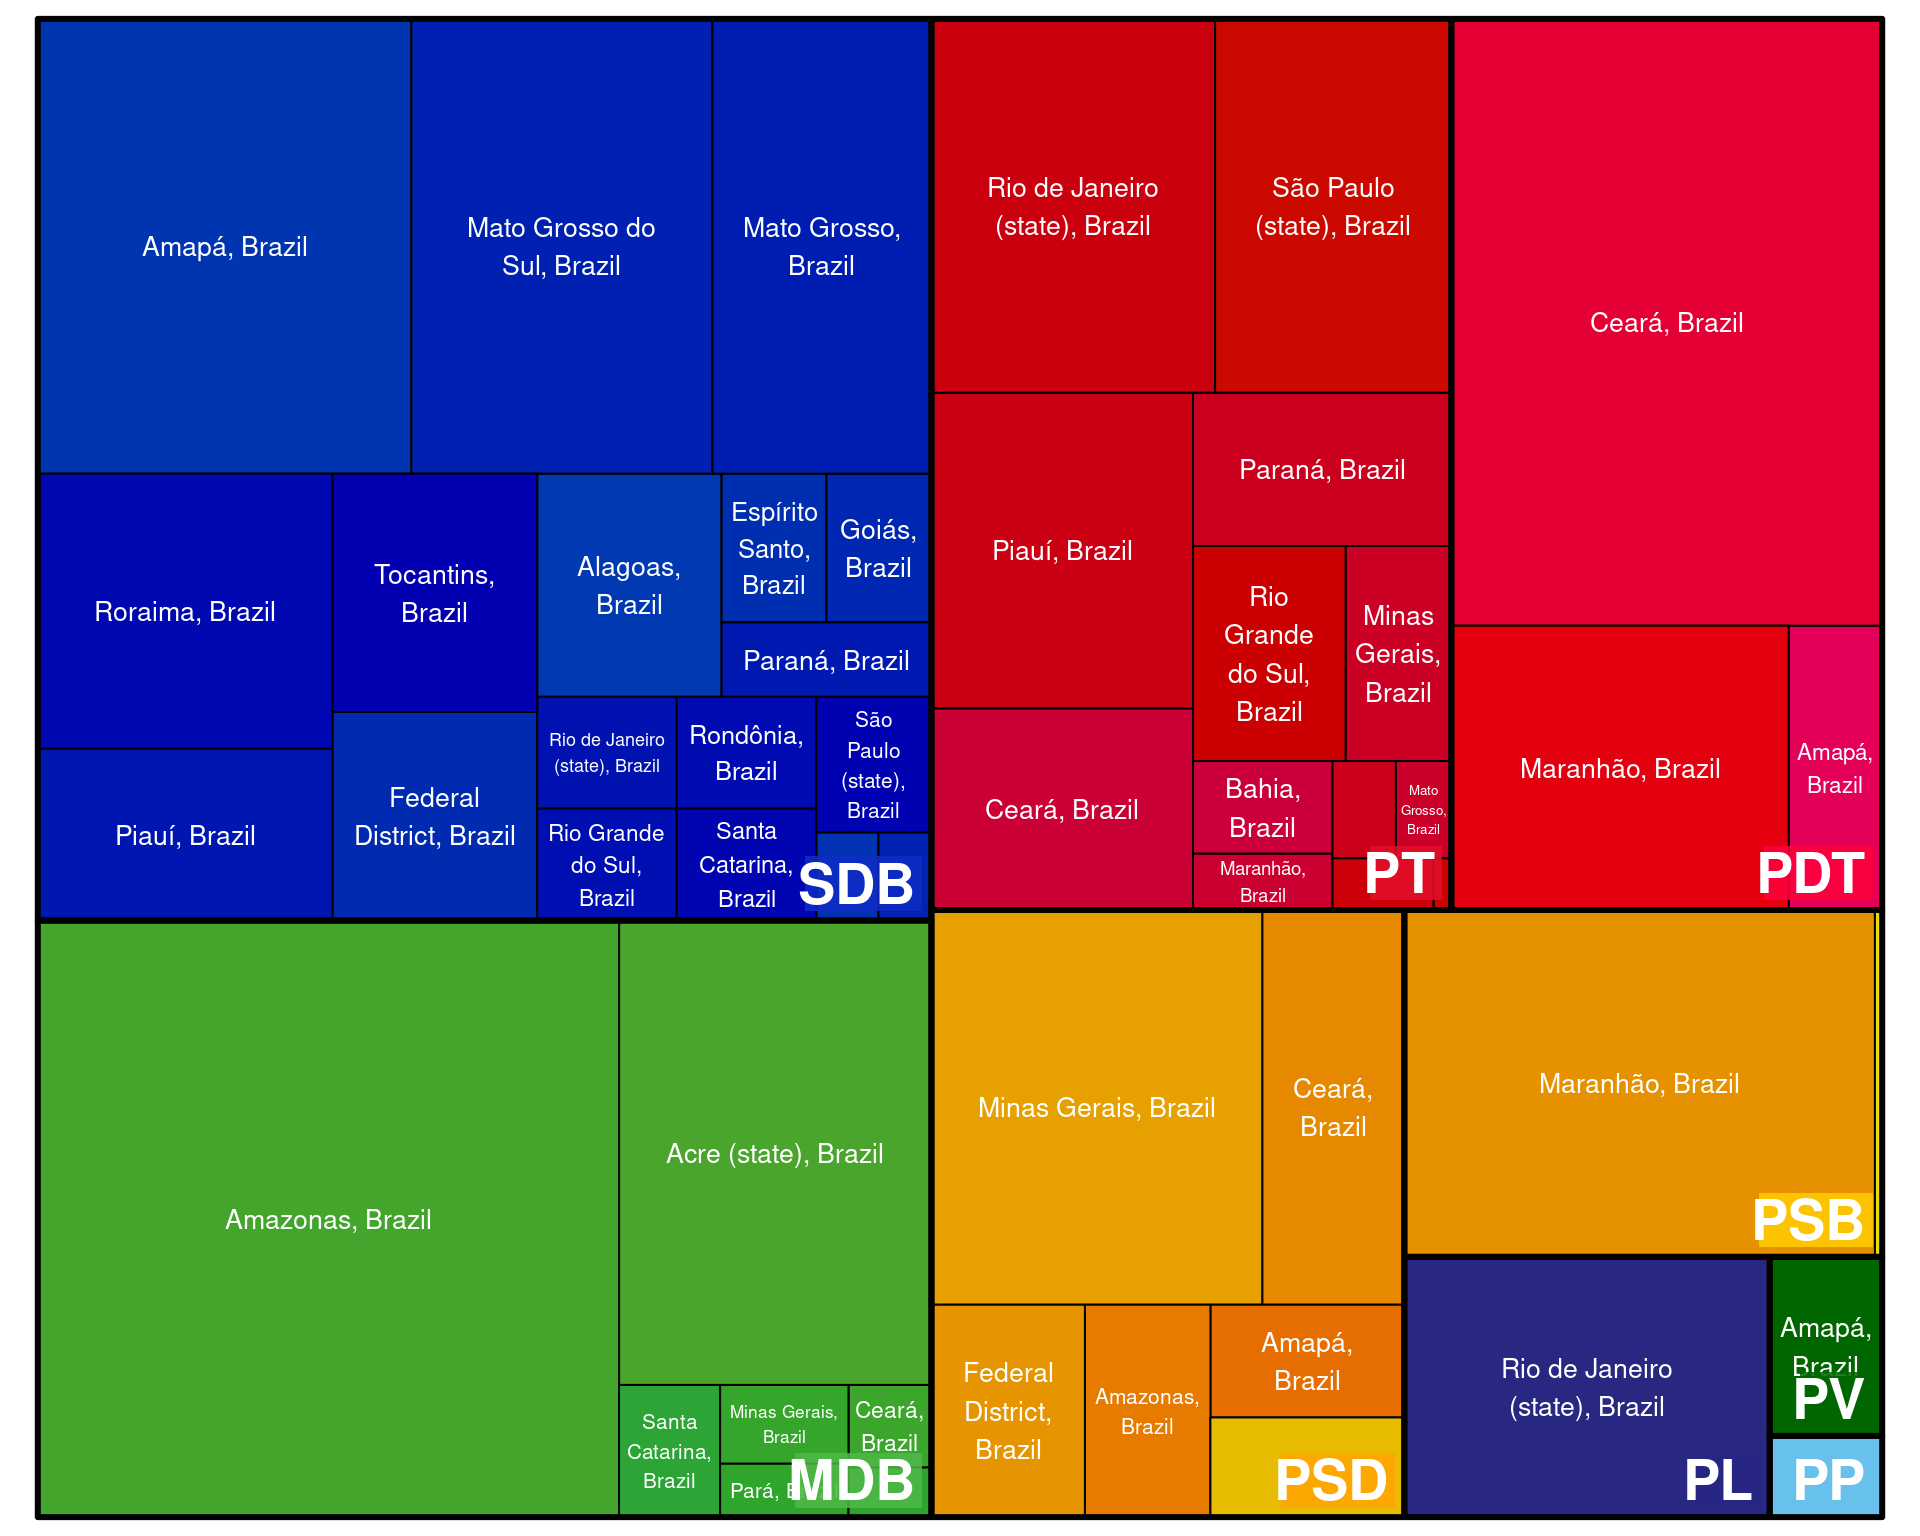 Amapá, Brazil
Mato Grosso do
Sul, Brazil
Mato Grosso,
Brazil
Roraima, Brazil
Tocantins,
Brazil
Alagoas,
Brazil
Espírito
Santo,
Brazil
Goiás,
Brazil
Paraná, Brazil
Piauí, Brazil
Federal
District, Brazil
Rio de Janeiro
(state), Brazil
Rondônia,
Brazil
São
Paulo
(state),
Brazil
Rio Grande
do Sul,
Brazil
Santa
Catarina,
Brazil
SDB
Rio de Janeiro
(state), Brazil
São Paulo
(state), Brazil
Piauí, Brazil
Paraná, Brazil
Rio
Grande
do Sul,
Brazil
Minas
Gerais,
Brazil
Ceará, Brazil
Bahia,
Brazil
Mato
Grosso,
Brazil
Maranhão,
Brazil
PT
Ceará, Brazil
Maranhão, Brazil
Amapá,
Brazil
PDT
Amazonas, Brazil
Acre (state), Brazil
Santa
Catarina,
Brazil
Minas Gerais,
Brazil
Ceará,
Brazil
Pará,
MDB
Minas Gerais, Brazil
Ceará,
Brazil
Federal
District,
Brazil
Amazonas,
Brazil
Amapá,
Brazil
PSD
Maranhão, Brazil
PSB
Rio de Janeiro
(state), Brazil
PL
Amapá,
Brazil
PV
PP